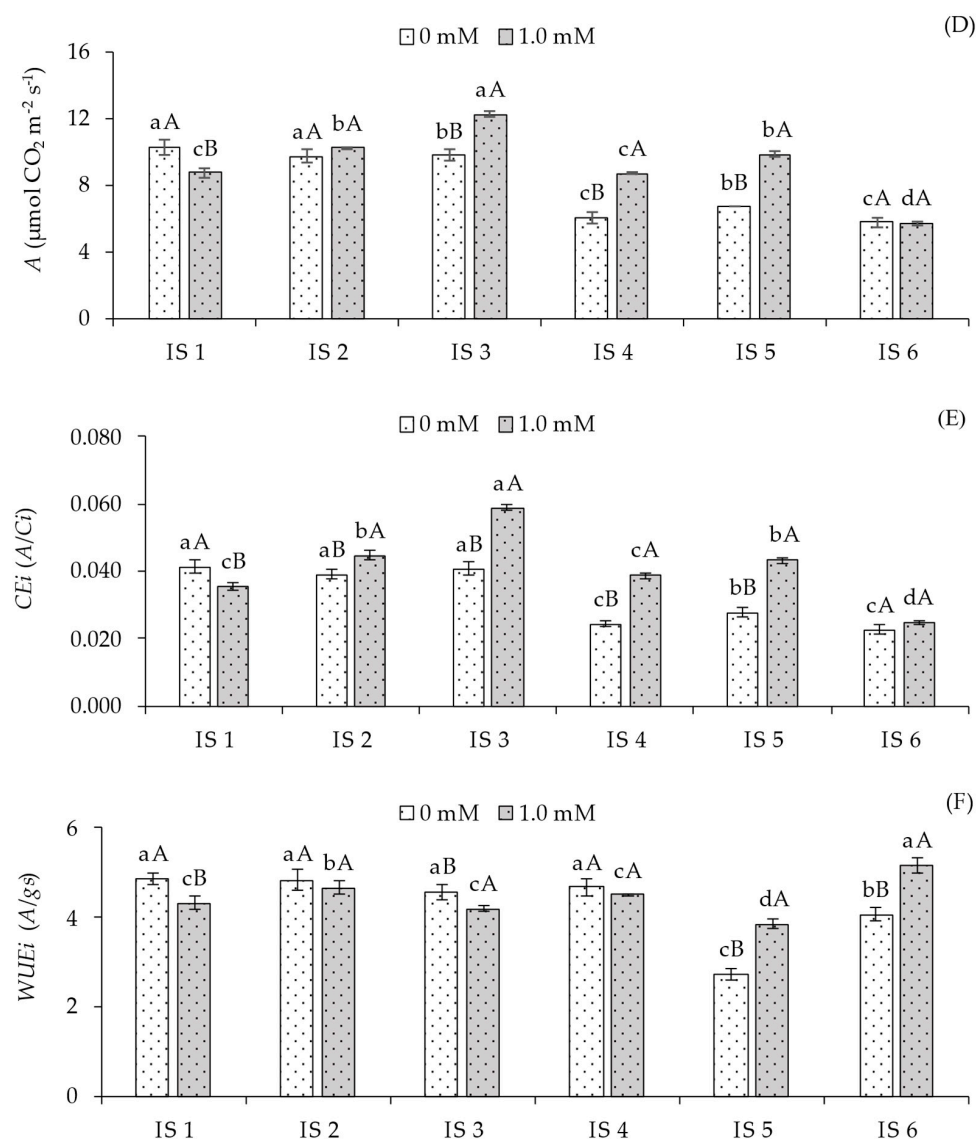 (D)
0 mM 1.0 mM
A (µmol CO₂ m⁻² s⁻¹)
16
12
8
4
0
aA cB aA bA bB aA cB cA bB bA cA dA
IS 1 IS 2 IS 3 IS 4 IS 5 IS 6
(E)
0 mM 1.0 mM
CEi (A/Ci)
0.080
0.060
0.040
0.020
0.000
aA cB aB bA aB aA cB cA bB bA cA dA
IS 1 IS 2 IS 3 IS 4 IS 5 IS 6
(F)
0 mM 1.0 mM
WUEi (A/gs)
6
4
2
0
aA cB aA bA aB cA aA cA cB dA bB aA
IS 1 IS 2 IS 3 IS 4 IS 5 IS 6